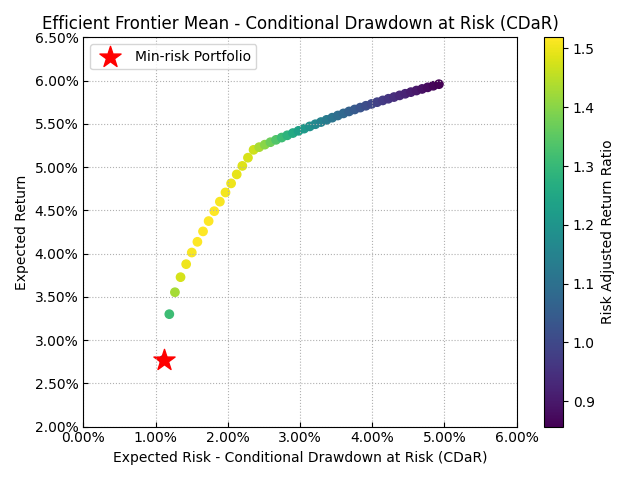 Efficient Frontier Mean - Conditional Drawdown at Risk (CDaR)
Min-risk Portfolio
Expected Return
6.50%
6.00%
5.50%
5.00%
4.50%
4.00%
3.50%
3.00%
2.50%
2.00%
0.00% 1.00% 2.00% 3.00% 4.00% 5.00% 6.00%
Expected Risk - Conditional Drawdown at Risk (CDaR)
1.5
1.4
1.3
1.2
1.1
1.0
0.9
Risk Adjusted Return Ratio